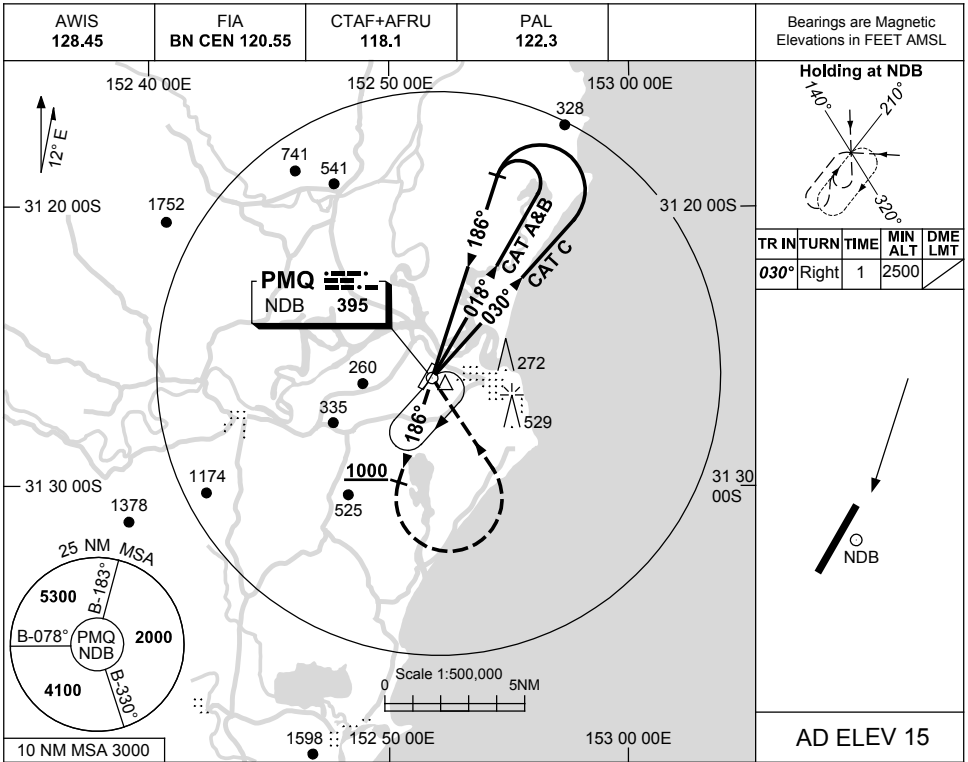 AWIS
128.45
FIA
BN CEN 120.55
CTAF+AFRU
118.1
PAL
122.3
Bearings are Magnetic
Elevations in FEET AMSL
152 40 00E
152 50 00E
153 00 00E
12° E
328
741
541
1752
31 20 00S
31 20 00S
186°
CAT A&B
018°
CAT C
030°
PMQ
NDB 395
272
260
529
335
186°
1000
1174
525
31 30 00S
31 30
00S
1378
25 NM MSA
5300
B-183°
B-078°
PMQ
NDB
2000
4100
B-330°
10 NM MSA 3000
Scale 1:500,000
0
5NM
1598
152 50 00E
153 00 00E
Holding at NDB
140°
210°
320°
TR IN TURN TIME MIN ALT DME LMT
030° Right 1 2500
NDB
AD ELEV 15